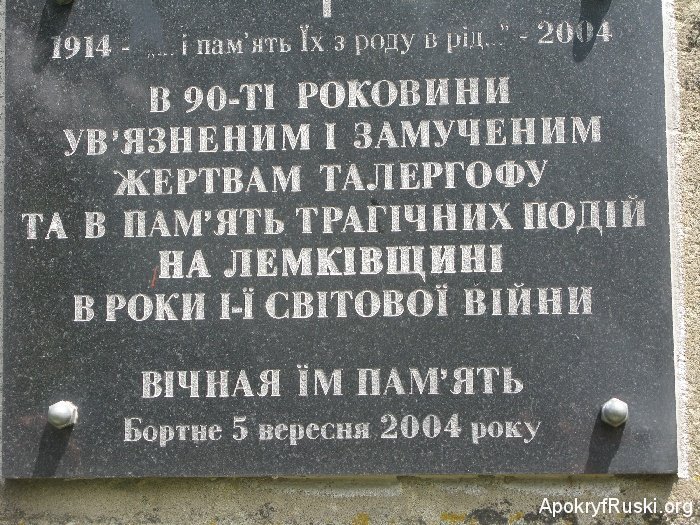 1914 - „...і пам’ять Їх з роду в рід...” - 2004
В 90-ТІ РОКОВИНИ
УВ’ЯЗНЕНИМ І ЗАМУЧЕНИМ
ЖЕРТВАМ ТАЛЕРГОФУ
ТА В ПАМ’ЯТЬ ТРАГІЧНИХ ПОДІЙ
НА ЛЕМКІВЩИНІ
В РОКИ І-Ї СВІТОВОЇ ВІЙНИ
ВІЧНАЯ ЇМ ПАМ’ЯТЬ
Бортне 5 вересня 2004 року
ApokryfRuski.org